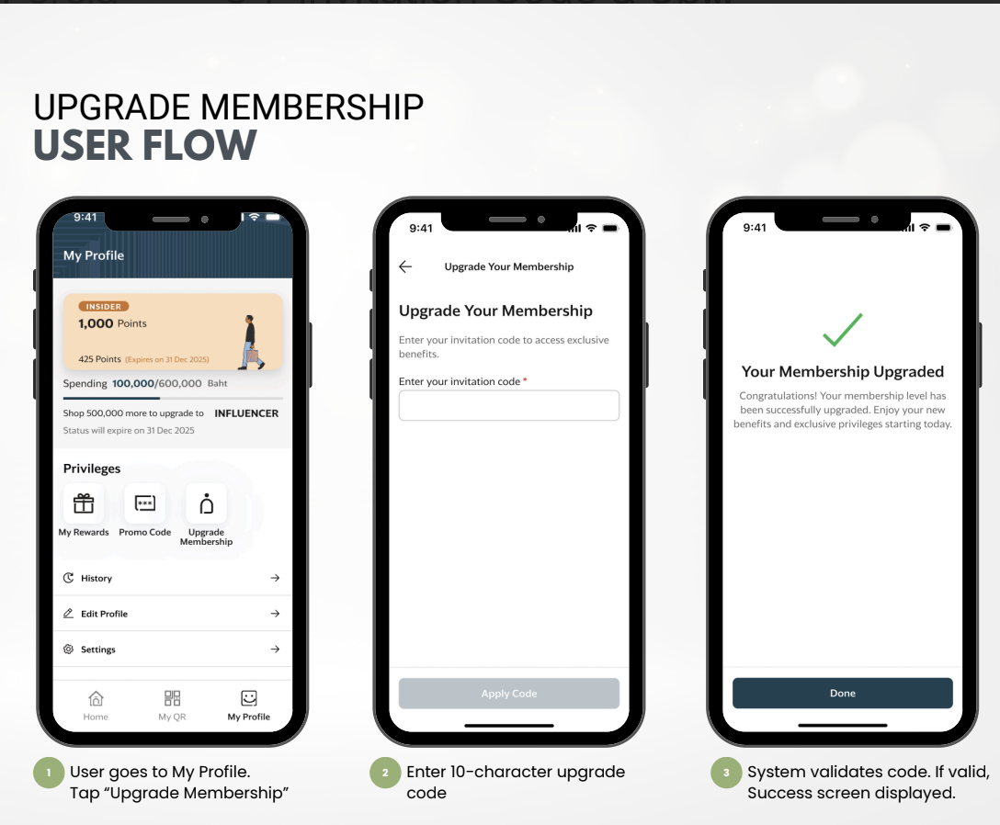 UPGRADE MEMBERSHIP
USER FLOW
9:41
My Profile
INSIDER
1,000 Points
425 Points (Expires on 31 Dec 2025)
Spending 100,000/600,000 Baht
Shop 500,000 more to upgrade to INFLUENCER
Status will expire on 31 Dec 2025
Privileges
***
My Rewards
Promo Code
Upgrade
Membership
History
Edit Profile
Settings
Home
My QR
My Profile
1
User goes to My Profile.
Tap “Upgrade Membership”
9:41
Upgrade Your Membership
Upgrade Your Membership
Enter your invitation code to access exclusive
benefits.
Enter your invitation code *
Apply Code
2
Enter 10-character upgrade
code
9:41
Your Membership Upgraded
Congratulations! Your membership level has
been successfully upgraded. Enjoy your new
benefits and exclusive privileges starting today.
Done
3
System validates code. If valid,
Success screen displayed.